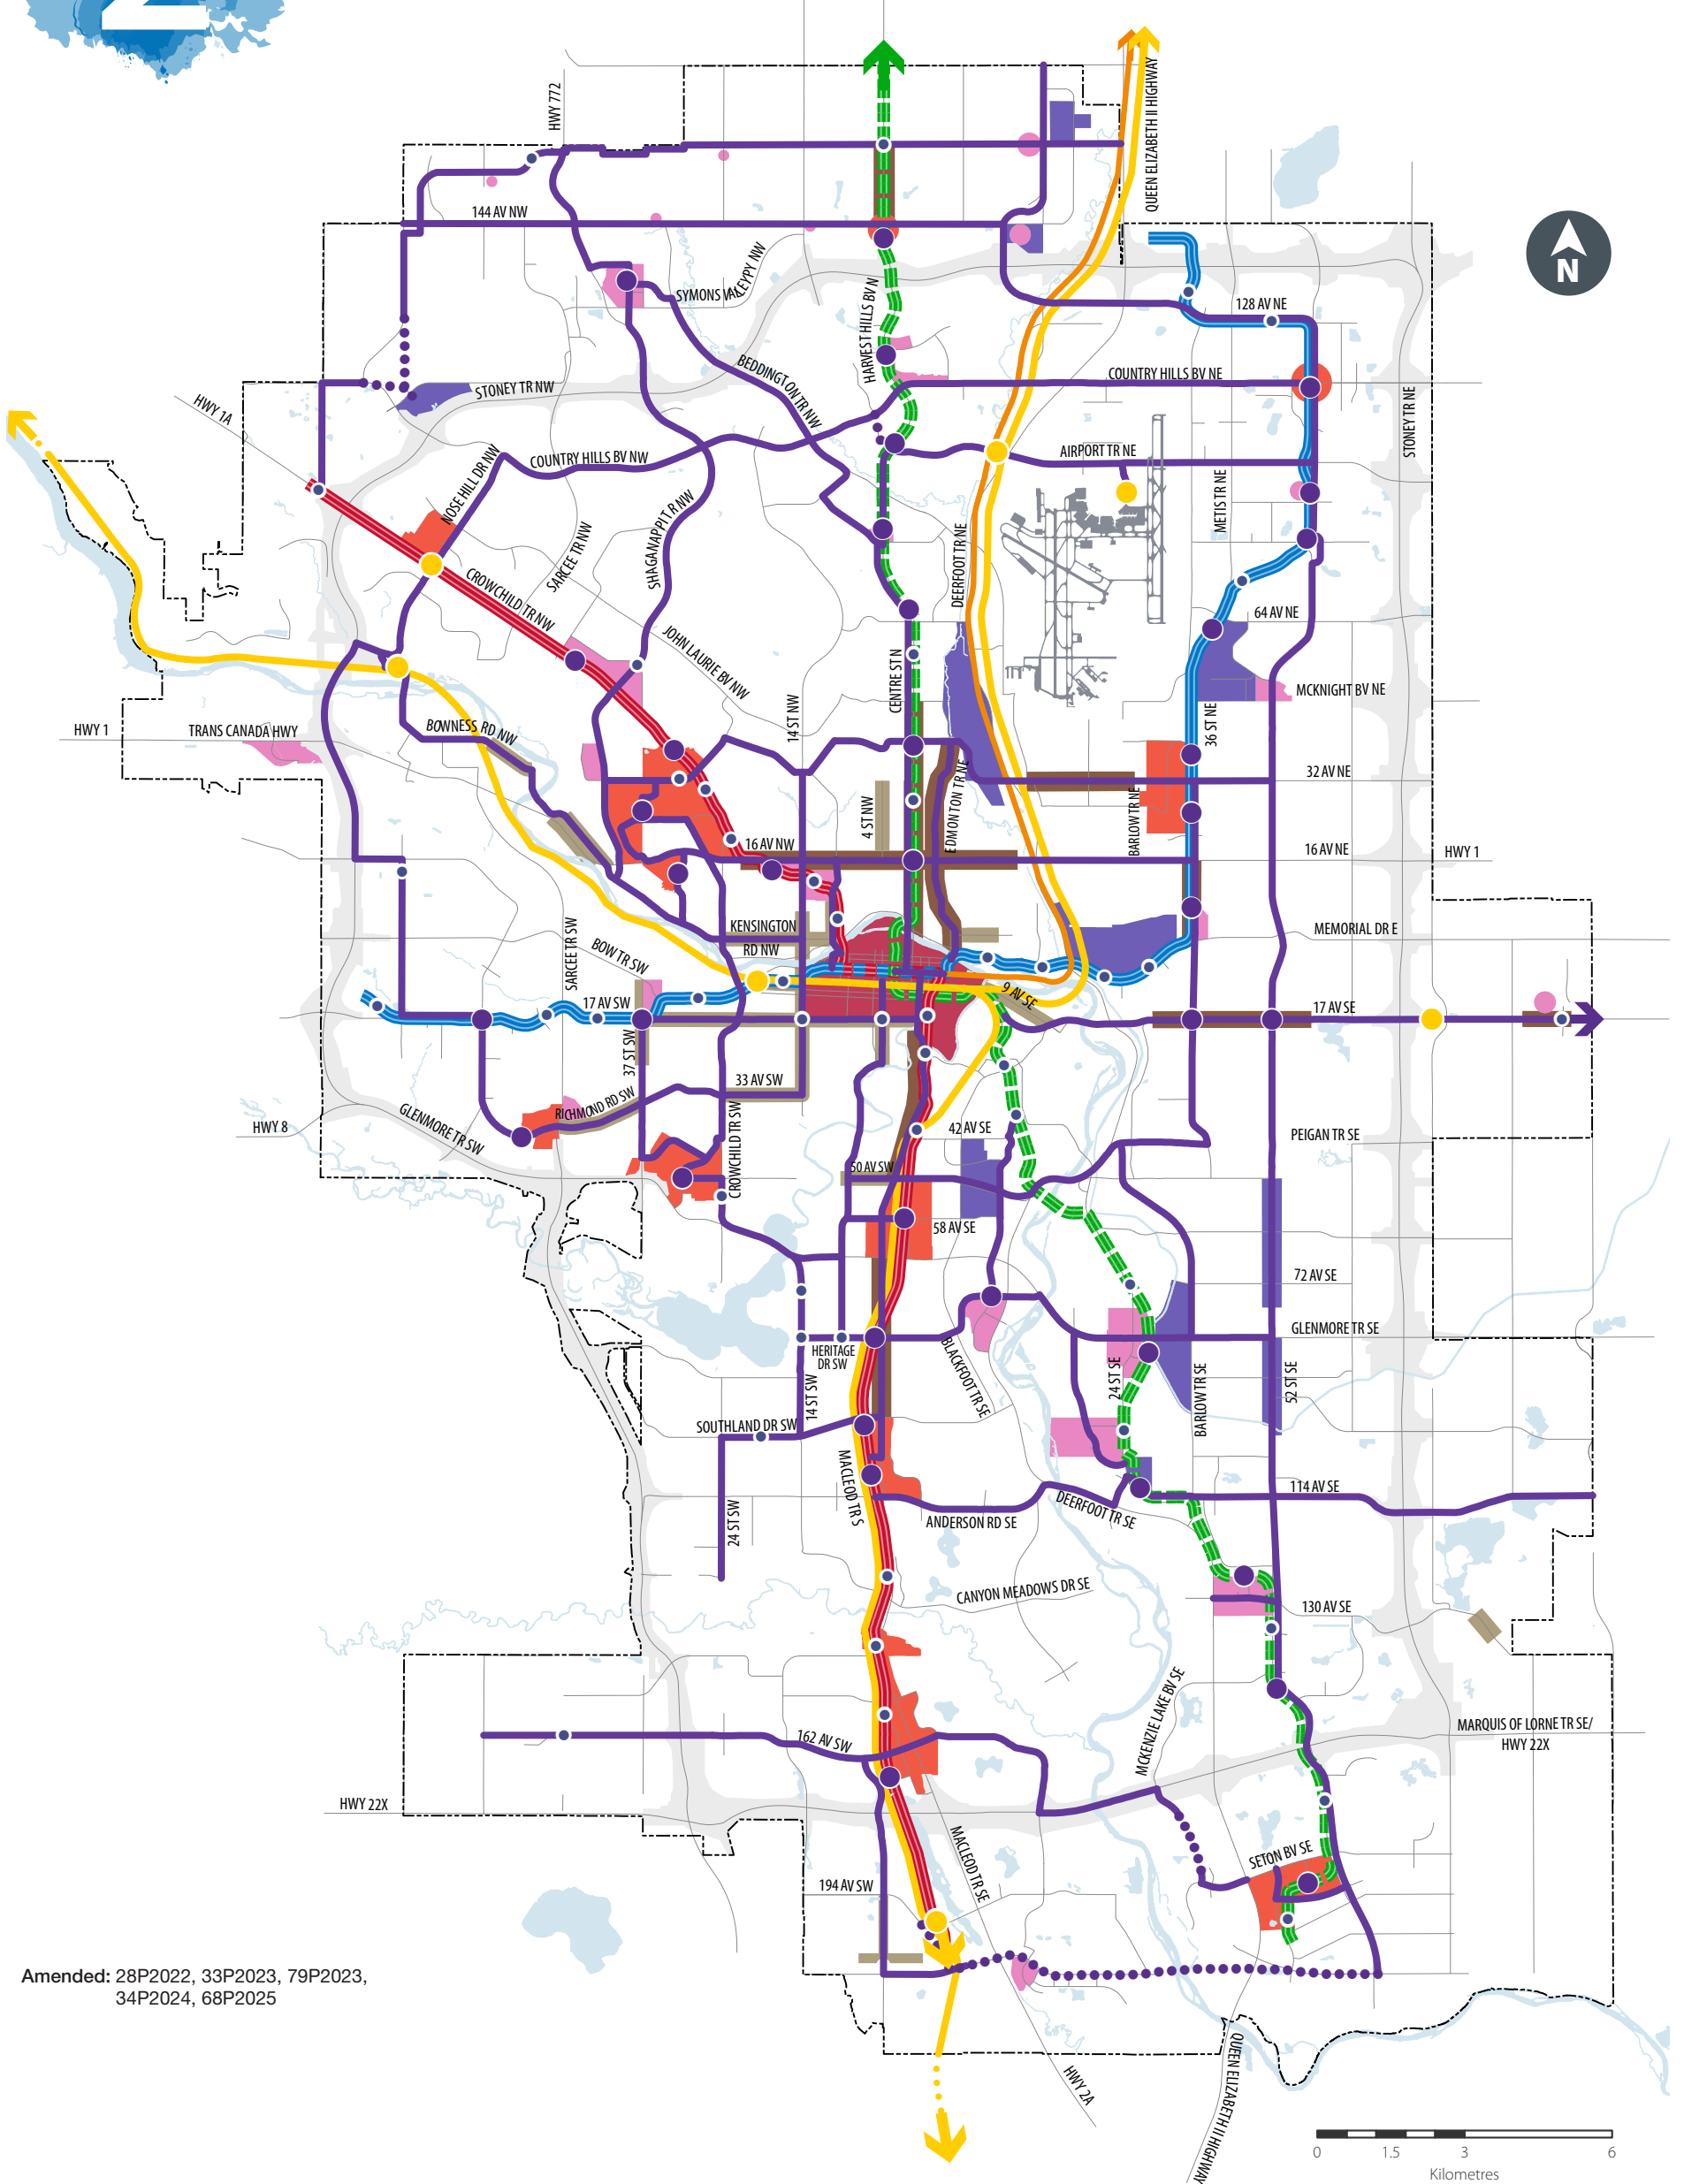 2
HWY 772
QUEEN ELIZABETH II HIGHWAY
144 AV NW
SYMONS VALLEY PY NW
HARVEST HILLS BV N
128 AV NE
BEDDINGTON TR NW
COUNTRY HILLS BV NE
STONEY TR NW
STONEY TR NE
HWY 1A
NOSE HILL DR NW
COUNTRY HILLS BV NW
AIRPORT TR NE
METIS TR NE
SHAGANAPPI TR NW
SARCEE TR NW
DEERFOOT TR NE
CROWCHILD TR NW
64 AV NE
JOHN LAURIE BV NW
CENTRE ST N
MCKNIGHT BV NE
14 ST NW
36 ST NE
HWY 1
TRANS CANADA HWY
BOWNESS RD NW
32 AV NE
EDMONTON TR NE
BARLOW TR NE
4 ST NW
16 AV NW
16 AV NE
HWY 1
KENSINGTON
RD NW
MEMORIAL DR E
SARCEE TR SW
BOW TR SW
17 AV SW
9 AV SE
17 AV SE
37 ST SW
33 AV SW
RICHMOND RD SW
HWY 8
GLENMORE TR SW
CROWCHILD TR SW
42 AV SE
PEIGAN TR SE
50 AV SW
58 AV SE
72 AV SE
GLENMORE TR SE
HERITAGE
DR SW
BLACKFOOT TR SE
24 ST SE
BARLOW TR SE
52 ST SE
14 ST SW
SOUTHLAND DR SW
MACLEOD TR S
24 ST SW
114 AV SE
DEERFOOT TR SE
ANDERSON RD SE
CANYON MEADOWS DR SE
130 AV SE
MCKENZIE LAKE BV SE
162 AV SW
MARQUIS OF LORNE TR SE/
HWY 22X
HWY 22X
MACLEOD TR SE
SETON BV SE
194 AV SW
HWY 2A
QUEEN ELIZABETH II HIGHWAY
N
Amended: 28P2022, 33P2023, 79P2023,
34P2024, 68P2025
0 1.5 3 6
Kilometres